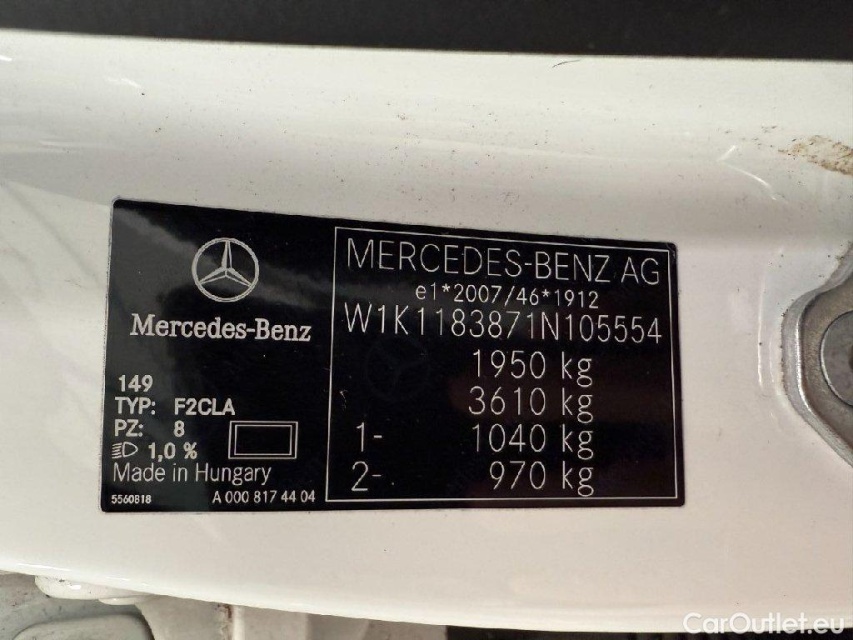 Mercedes-Benz
149
TYP: F2CLA
PZ: 8
1,0 %
Made in Hungary
5560818 A 000 817 44 04
MERCEDES-BENZ AG
e1*2007/46*1912
W1K1183871N105554
1950 kg
3610 kg
1- 1040 kg
2- 970 kg
CarOutlet.eu